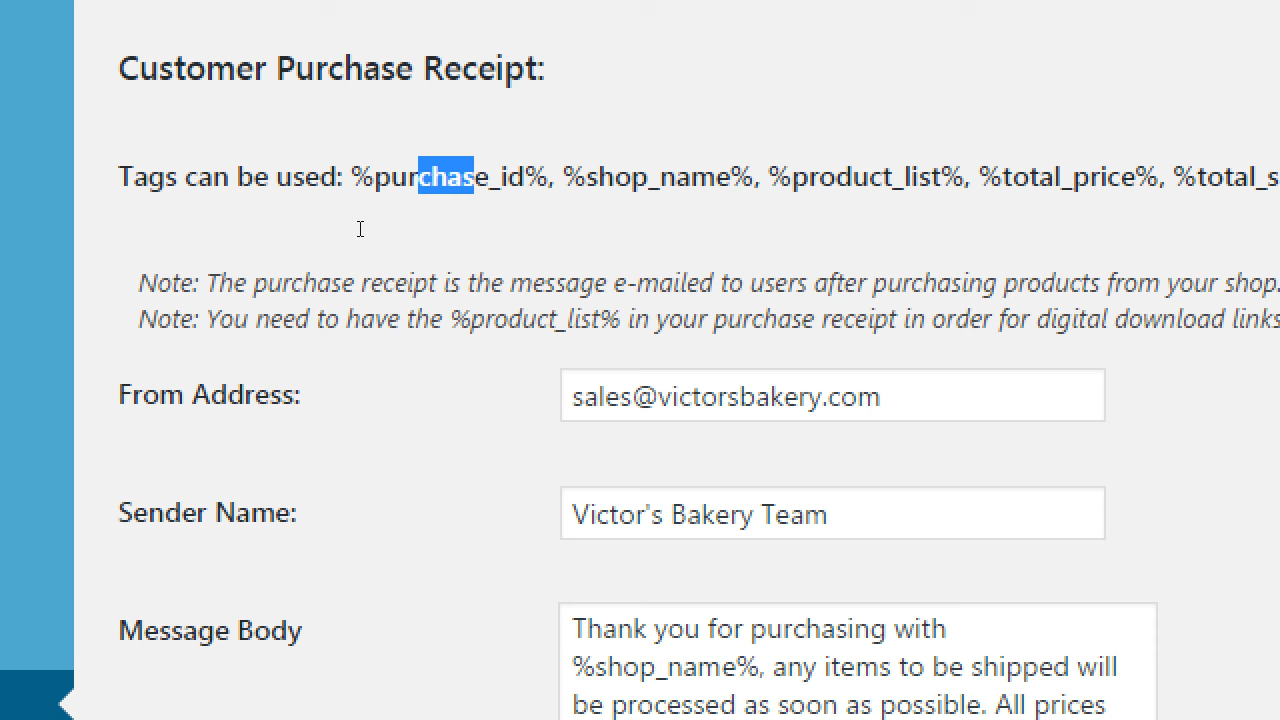 Customer Purchase Receipt:
Tags can be used: %purchase_id%, %shop_name%, %product_list%, %total_price%, %total_s
Note: The purchase receipt is the message e-mailed to users after purchasing products from your shop.
Note: You need to have the %product_list% in your purchase receipt in order for digital download links
From Address:
sales@victorsbakery.com
Sender Name:
Victor's Bakery Team
Message Body
Thank you for purchasing with
%shop_name%, any items to be shipped will
be processed as soon as possible. All prices